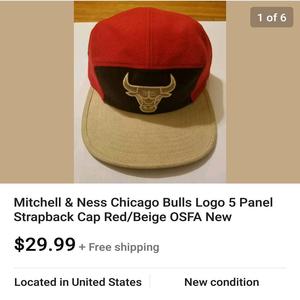 1 of 6
Mitchell & Ness Chicago Bulls Logo 5 Panel
Strapback Cap Red/Beige OSFA New
$29.99 + Free shipping
Located in United States
New condition